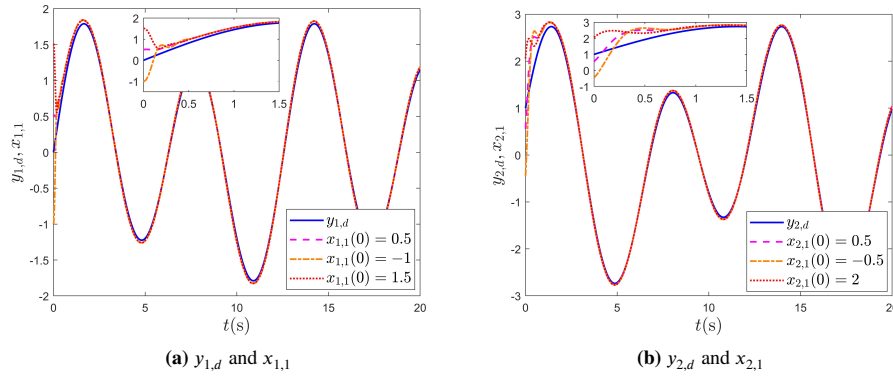 2
1.5
1
0.5
0
-0.5
-1
-1.5
-2
y1,d, x1,1
2
1
0
-1
0 0.5 1 1.5
y1,d
x1,1(0) = 0.5
x1,1(0) = −1
x1,1(0) = 1.5
0 5 10 15 20
t(s)
(a) y1,d and x1,1
3
2
1
0
-1
-2
-3
y2,d, x2,1
3
2
1
0
-1
0 0.5 1 1.5
y2,d
x2,1(0) = 0.5
x2,1(0) = −0.5
x2,1(0) = 2
0 5 10 15 20
t(s)
(b) y2,d and x2,1